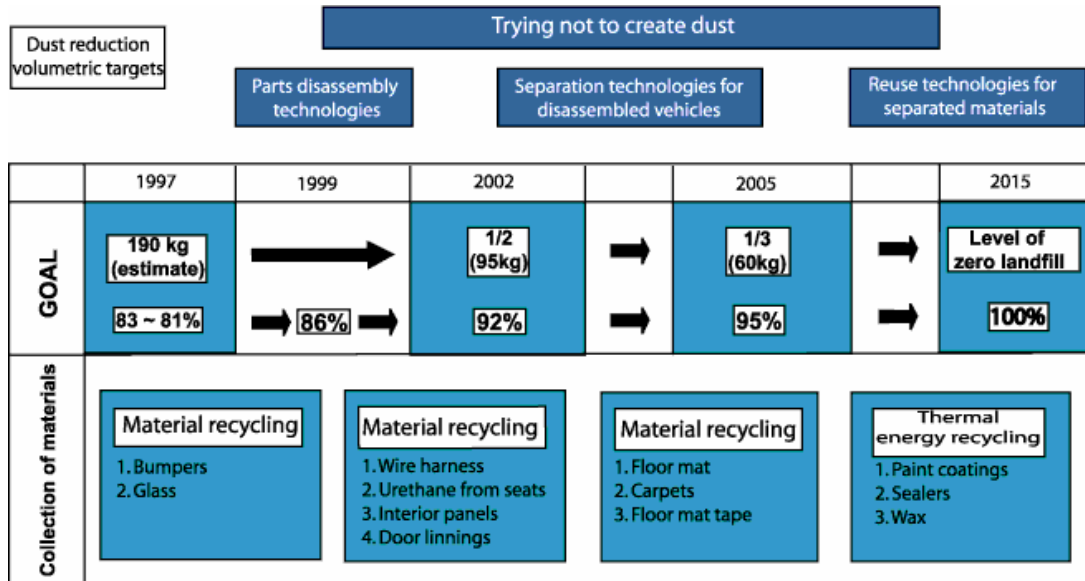 Trying not to create dust
Dust reduction
volumetric targets
Parts disassembly
technologies
Separation technologies for
disassembled vehicles
Reuse technologies for
separated materials
1997
1999
2002
2005
2015
GOAL
190 kg
(estimate)
1/2
(95kg)
1/3
(60kg)
Level of
zero landfill
83 ~ 81%
86%
92%
95%
100%
Collection of materials
Material recycling
1. Bumpers
2. Glass
Material recycling
1. Wire harness
2. Urethane from seats
3. Interior panels
4. Door linnings
Material recycling
1. Floor mat
2. Carpets
3. Floor mat tape
Thermal
energy recycling
1. Paint coatings
2. Sealers
3. Wax